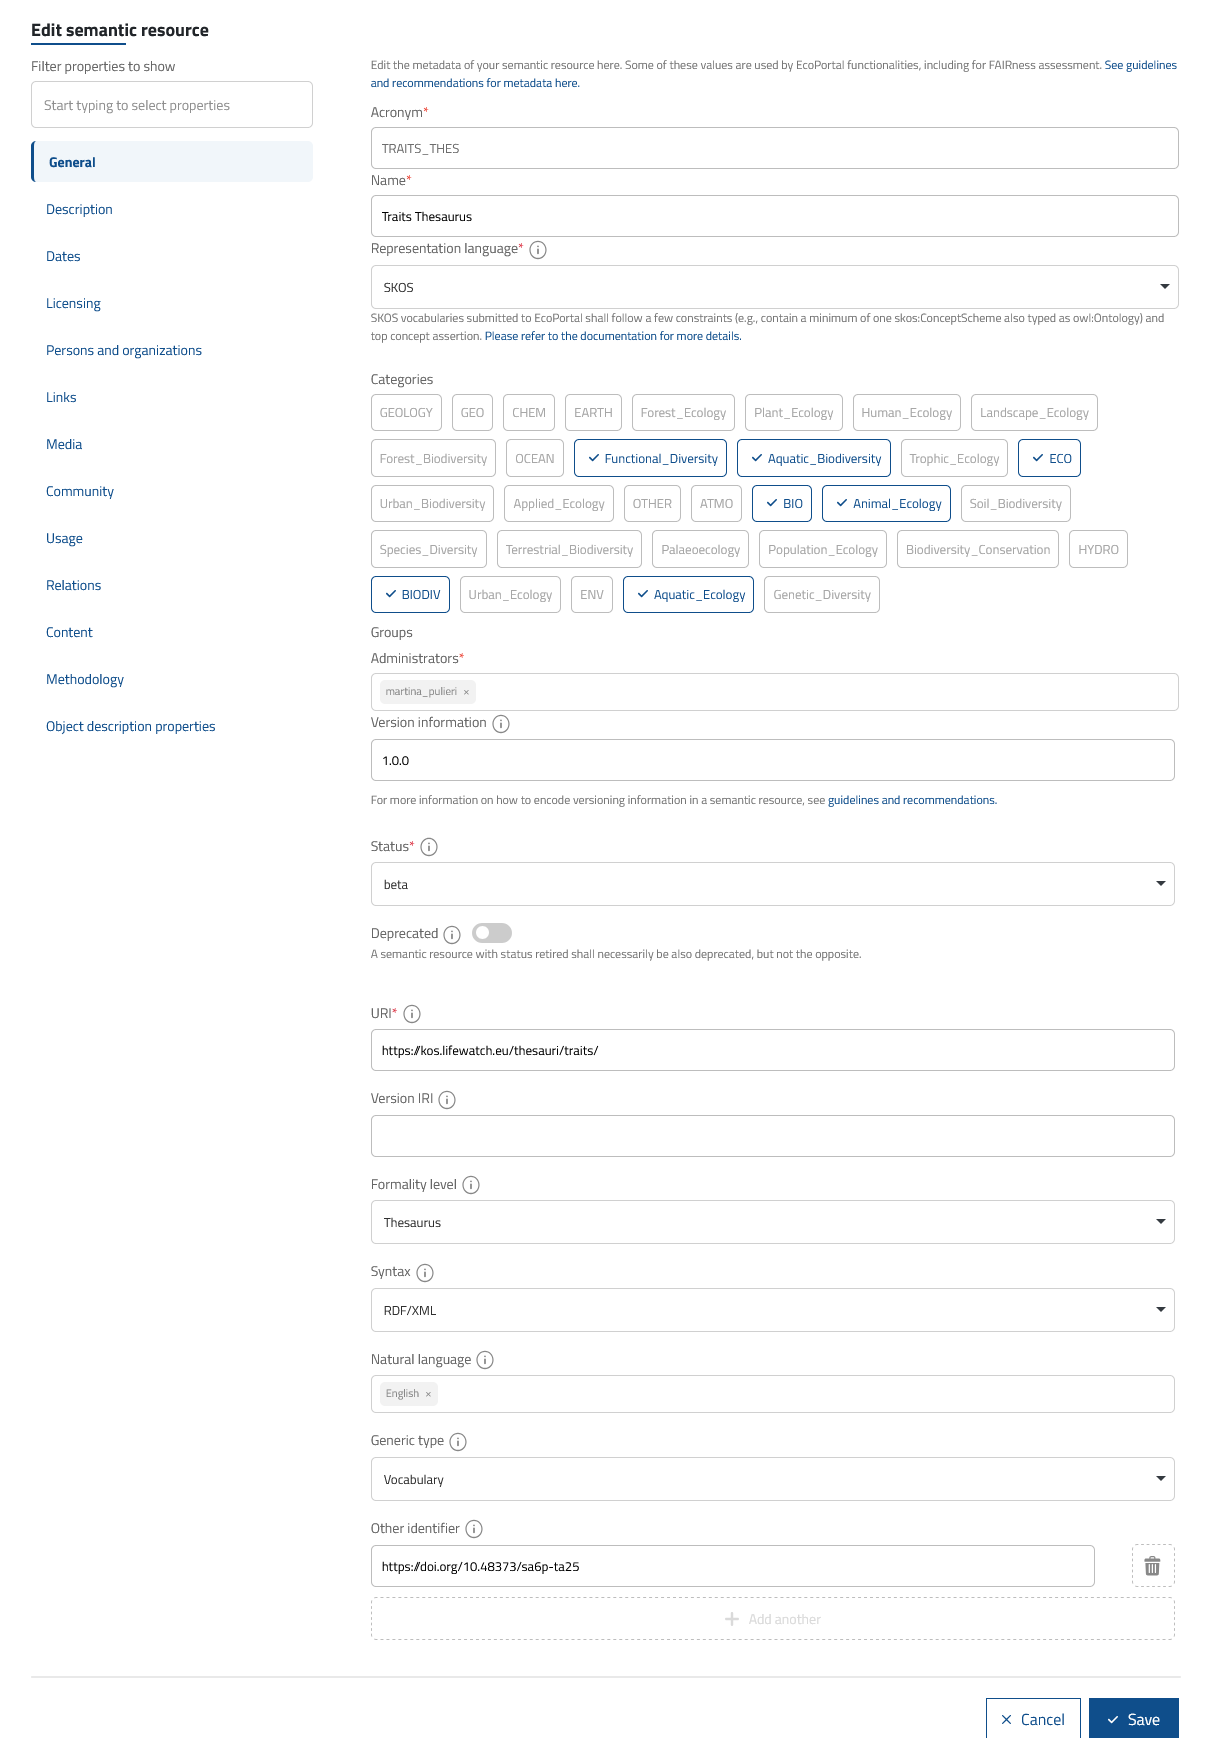 Edit semantic resource
Filter properties to show
Start typing to select properties
General
Description
Dates
Licensing
Persons and organizations
Links
Media
Community
Usage
Relations
Content
Methodology
Object description properties
Edit the metadata of your semantic resource here. Some of these values are used by EcoPortal functionalities, including for FAIRness assessment. See guidelines
and recommendations for metadata here.
Acronym*
TRAITS_THES
Name*
Traits Thesaurus
Representation language*
SKOS
SKOS vocabularies submitted to EcoPortal shall follow a few constraints (e.g., contain a minimum of one skos:ConceptScheme also typed as owl:Ontology) and
top concept assertion. Please refer to the documentation for more details.
Categories
GEOLOGY GEO CHEM EARTH Forest_Ecology Plant_Ecology Human_Ecology Landscape_Ecology
Forest_Biodiversity OCEAN Functional_Diversity Aquatic_Biodiversity Trophic_Ecology ECO
Urban_Biodiversity Applied_Ecology OTHER ATMO BIO Animal_Ecology Soil_Biodiversity
Species_Diversity Terrestrial_Biodiversity Palaeoecology Population_Ecology Biodiversity_Conservation HYDRO
BIODIV Urban_Ecology ENV Aquatic_Ecology Genetic_Diversity
Groups
Administrators*
martina_pulieri ×
Version information
1.0.0
For more information on how to encode versioning information in a semantic resource, see guidelines and recommendations.
Status*
beta
Deprecated
A semantic resource with status retired shall necessarily be also deprecated, but not the opposite.
URI*
https://kos.lifewatch.eu/thesauri/traits/
Version IRI
Formality level
Thesaurus
Syntax
RDF/XML
Natural language
English ×
Generic type
Vocabulary
Other identifier
https://doi.org/10.48373/sa6p-ta25
Add another
Cancel Save